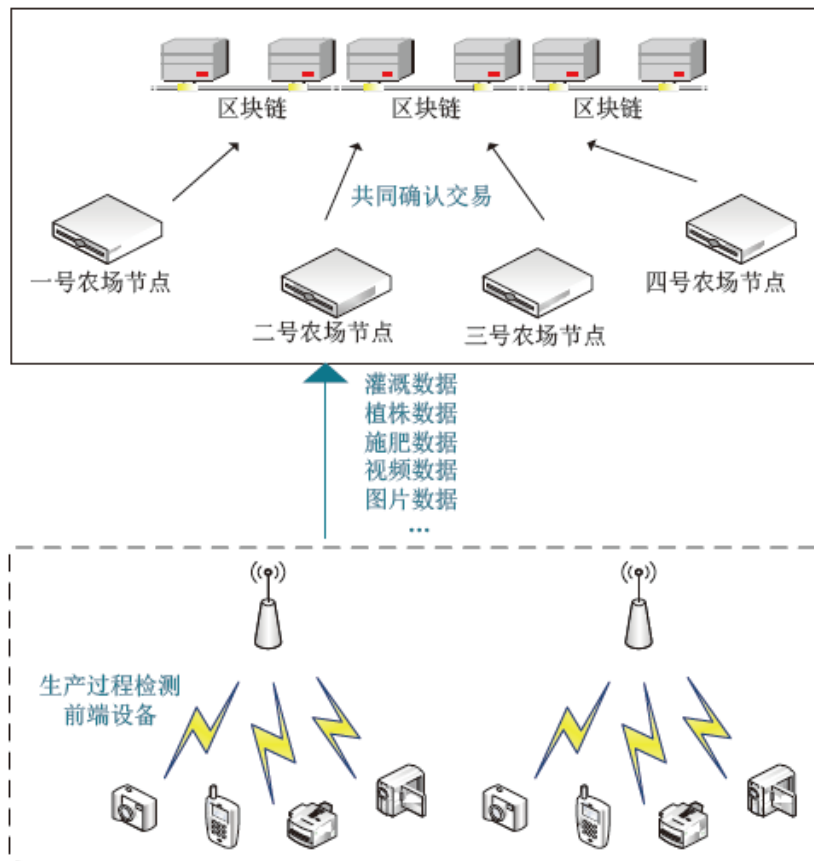 区块链 区块链 区块链
共同确认交易
一号农场节点
四号农场节点
二号农场节点
三号农场节点
灌溉数据
植株数据
施肥数据
视频数据
图片数据
...
生产过程检测
前端设备